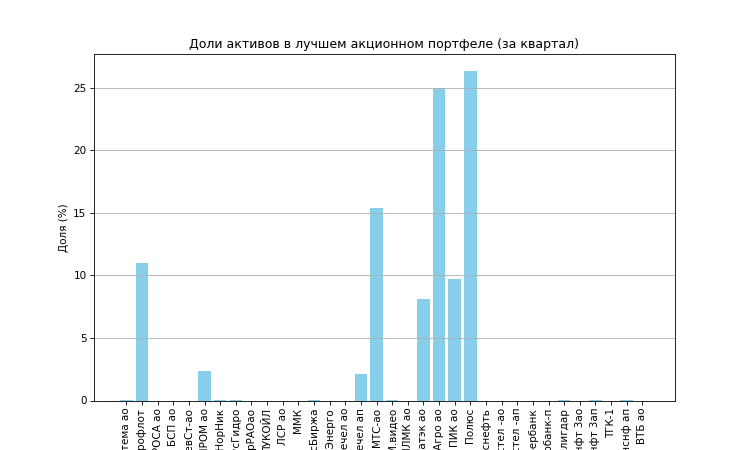 Доли активов в лучшем акционном портфеле (за квартал)
Доля (%)
25
20
15
10
5
0
тема ао
рофлот
РОСА ао
БСП ао
евСт-ао
ПРОМ ао
НорНик
сГидро
рРАОао
ЛУКОЙЛ
ЛСР ао
ММК
сБиржа
Энерго
ечел ао
ечел ап
МТС-ао
М.видео
ЛМК ао
атэк ао
Агро ао
ПИК ао
Полюс
снефть
стел -ао
стел -ап
ербанк
рбанк-п
лигдар
нфт 3ао
нфт 3ап
ТГК-1
нснф ап
ВТБ ао